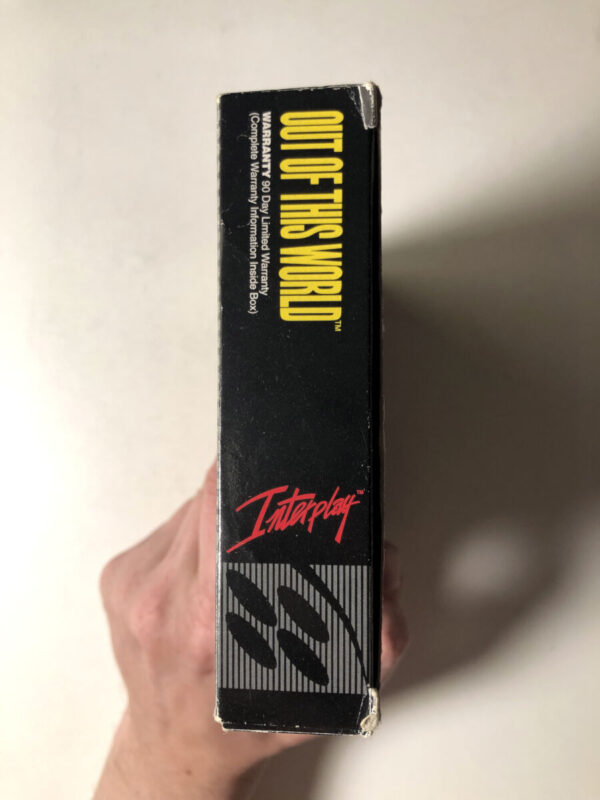 OUT OF THIS WORLD™
WARRANTY 90 Day Limited Warranty
(Complete Warranty Information Inside Box)
Interplay™